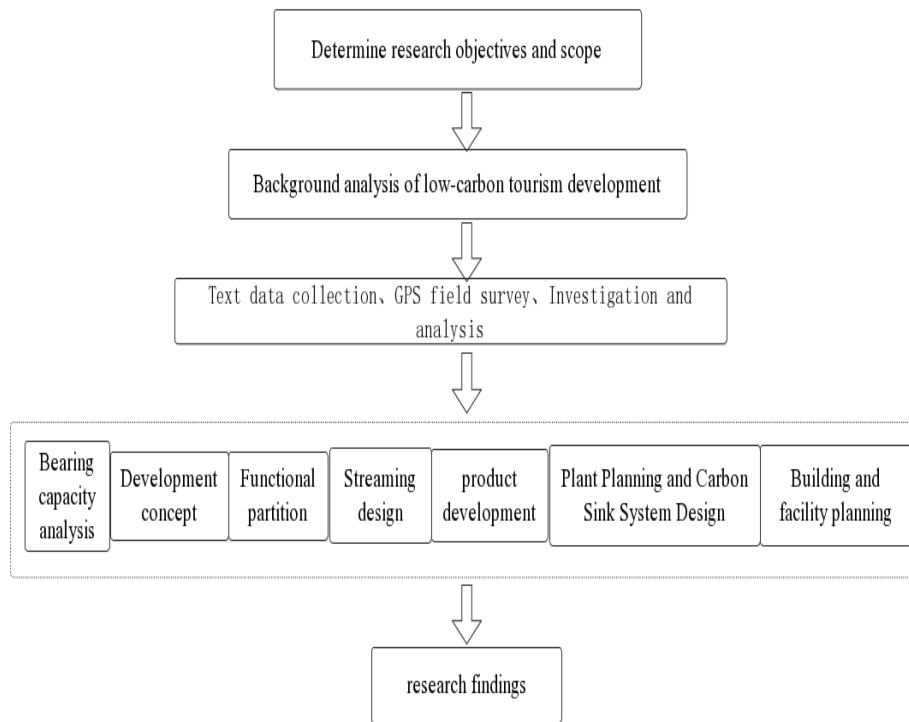 Determine research objectives and scope
Background analysis of low-carbon tourism development
Text data collection、GPS field survey、Investigation and
analysis
Bearing
capacity
analysis
Development
concept
Functional
partition
Streaming
design
product
development
Plant Planning and Carbon
Sink System Design
Building and
facility planning
research findings